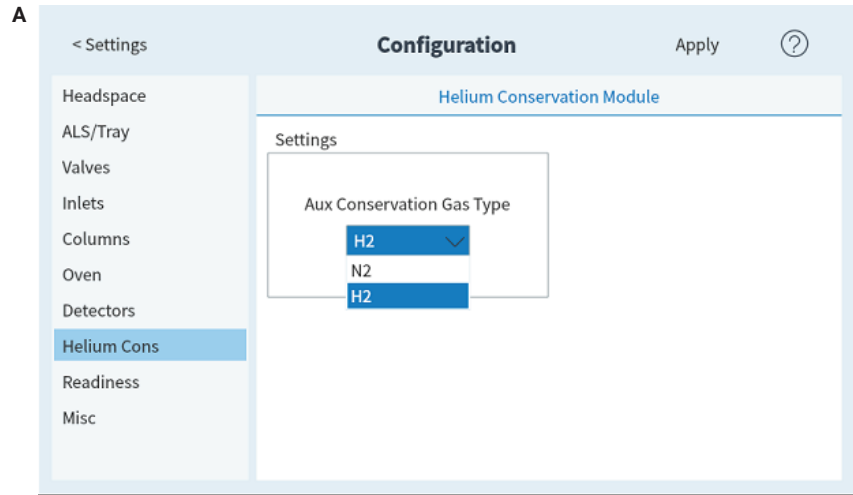 A
< Settings Configuration Apply ?
Headspace
ALS/Tray
Valves
Inlets
Columns
Oven
Detectors
Helium Cons
Readiness
Misc
Helium Conservation Module
Settings
Aux Conservation Gas Type
H2
N2
H2